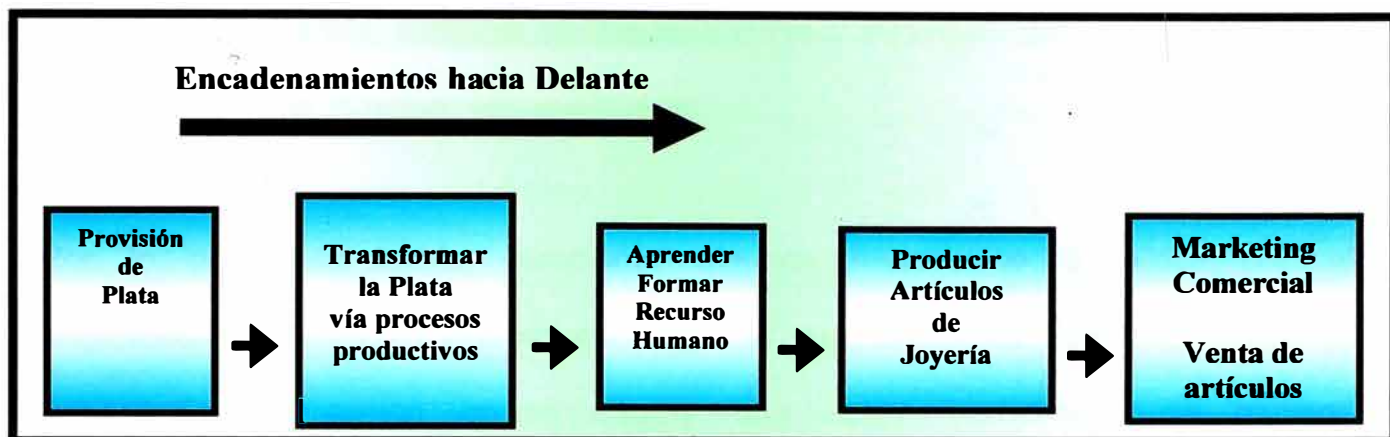 Encadenamientos hacia Delante
Provisión
de
Plata
Transformar
la Plata
vía procesos
productivos
Aprender
Formar
Recurso
Humano
Producir
Artículos
de
Joyería
Marketing
Comercial
Venta de
artículos